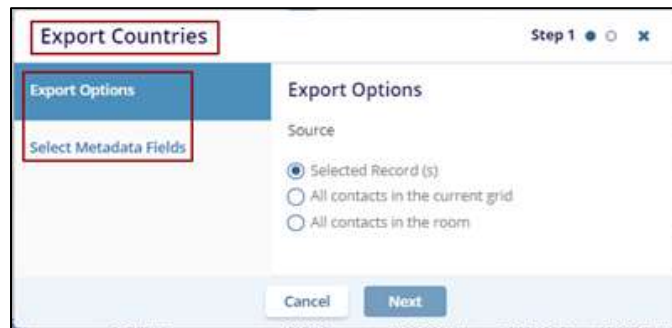 Export Countries
Step 1
Export Options
Select Metadata Fields
Export Options
Source
Selected Record (s)
All contacts in the current grid
All contacts in the room
Cancel
Next